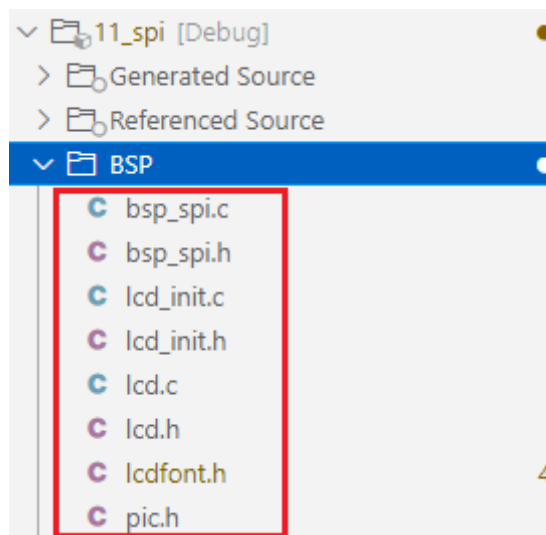 11_spi [Debug]
Generated Source
Referenced Source
BSP
C bsp_spi.c
C bsp_spi.h
C lcd_init.c
C lcd_init.h
C lcd.c
C lcd.h
C lcdfont.h
C pic.h